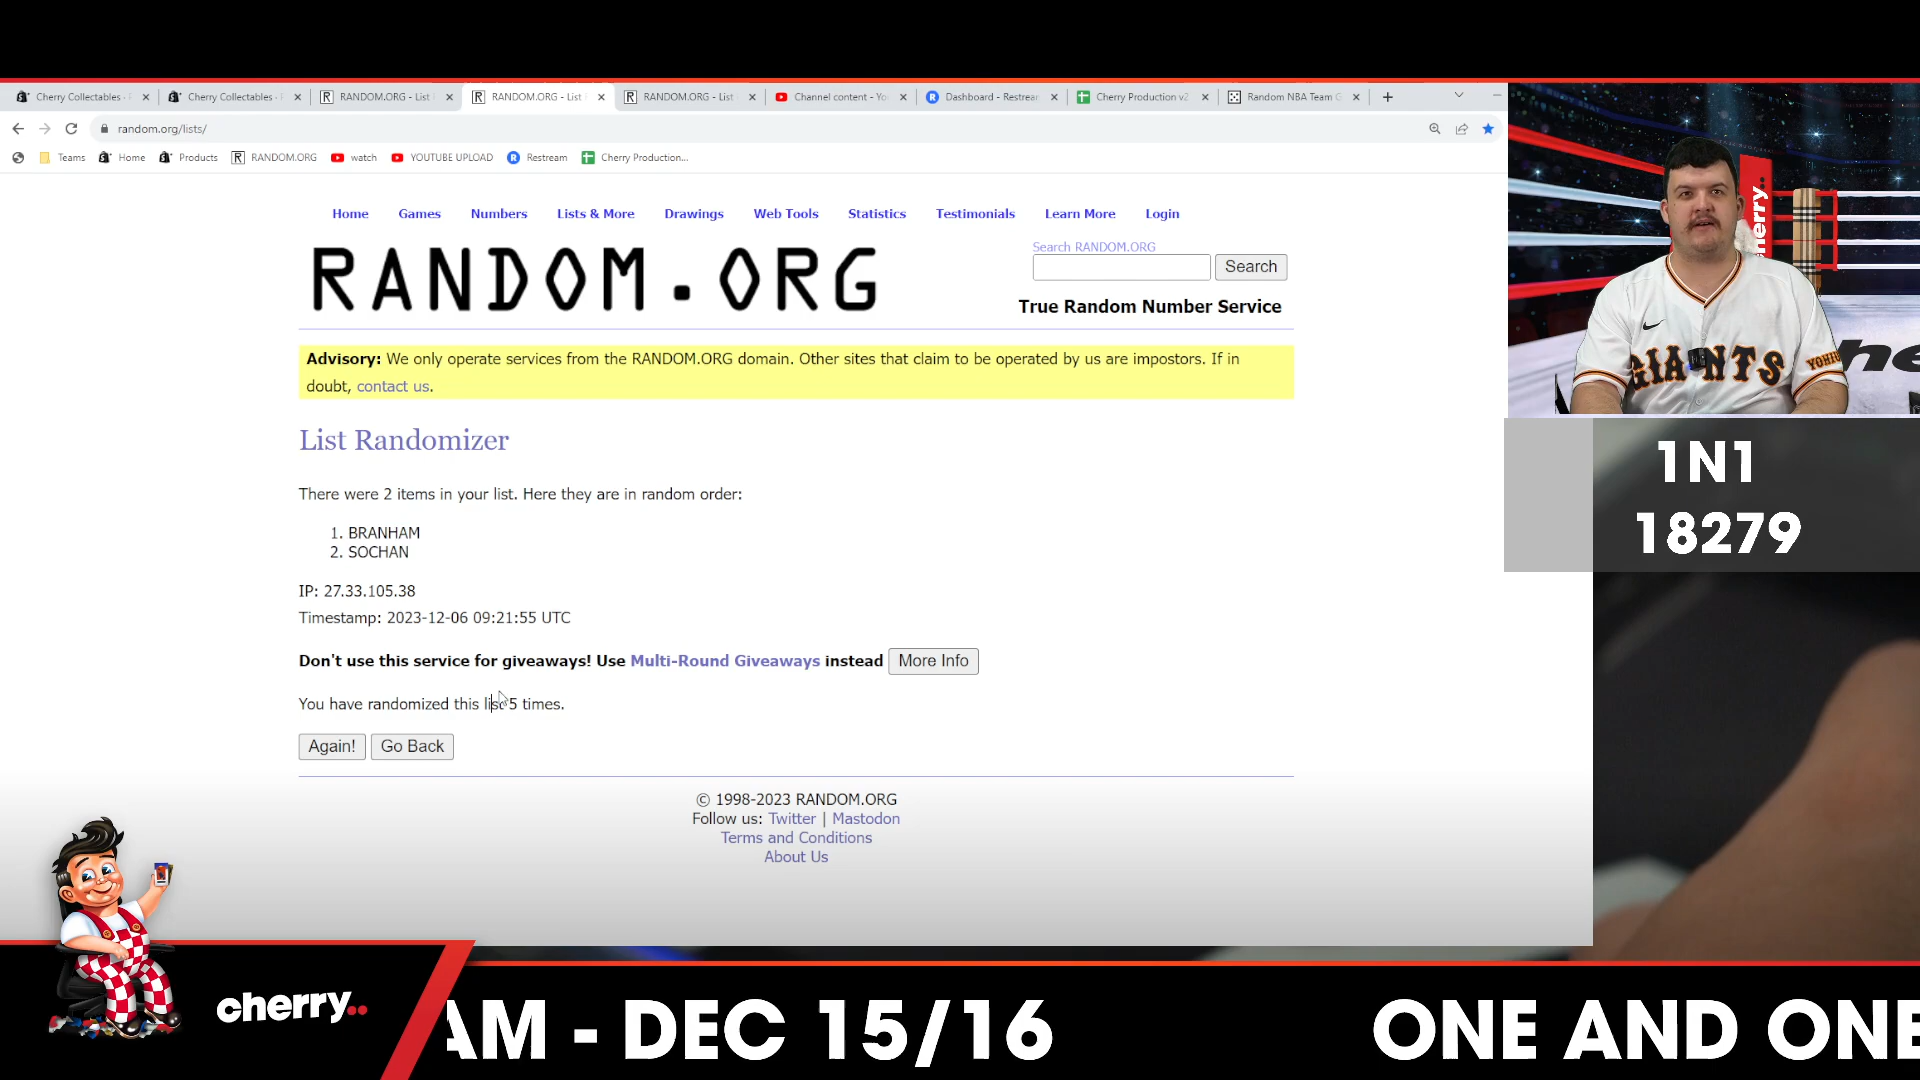 Cherry Collectables
Cherry Collectables -
RANDOM.ORG - List
RANDOM.ORG - List
RANDOM.ORG - List
Channel content - Yo
Dashboard - Restrea
Cherry Production v2
Random NBA Team G
random.org/lists/
Teams
Home
Products
RANDOM.ORG
watch
YOUTUBE UPLOAD
Restream
Cherry Production...
Home
Games
Numbers
Lists & More
Drawings
Web Tools
Statistics
Testimonials
Learn More
Login
RANDOM.ORG
Search RANDOM.ORG
Search
True Random Number Service
Advisory: We only operate services from the RANDOM.ORG domain. Other sites that claim to be operated by us are impostors. If in
doubt, contact us.
List Randomizer
There were 2 items in your list. Here they are in random order:
1. BRANHAM
2. SOCHAN
IP: 27.33.105.38
Timestamp: 2023-12-06 09:21:55 UTC
Don't use this service for giveaways! Use Multi-Round Giveaways instead More Info
You have randomized this list 5 times.
Again! Go Back
© 1998-2023 RANDOM.ORG
Follow us: Twitter | Mastodon
Terms and Conditions
About Us
cherry..
GIANTS
1N1
18279
cherry..
AM - DEC 15/16
ONE AND ONE